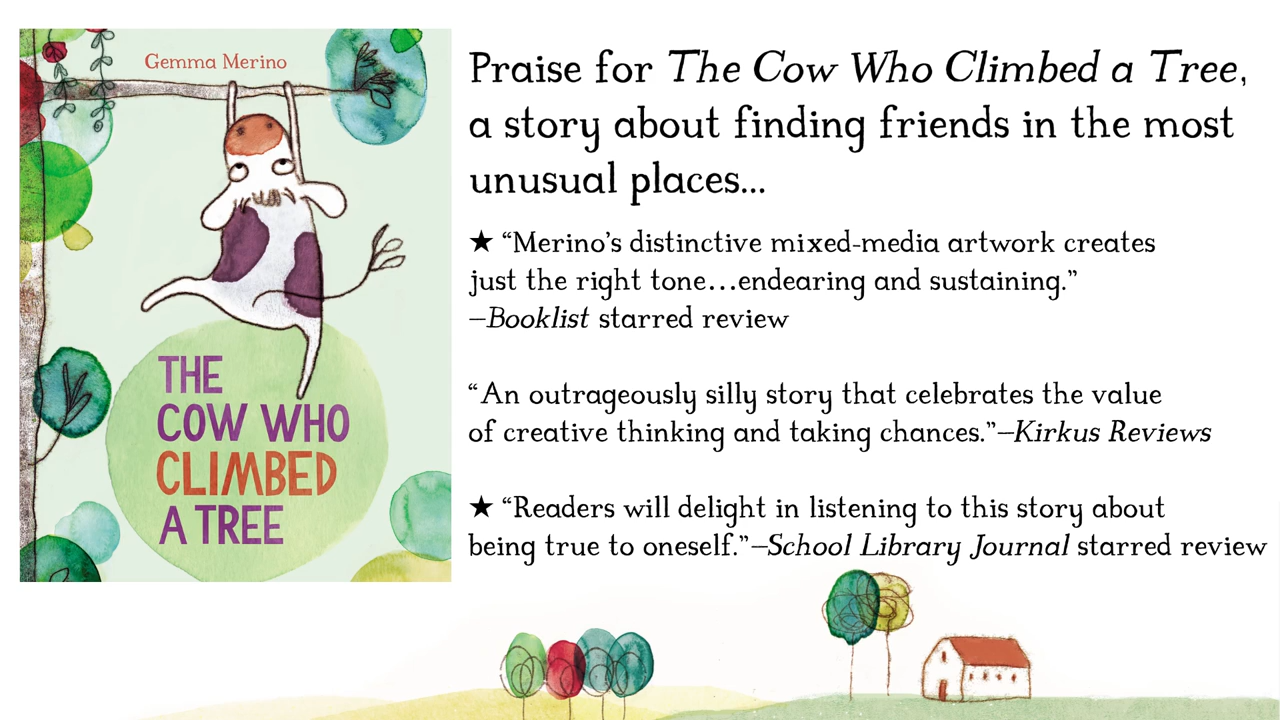 Gemma Merino
THE
COW WHO
CLIMBED
A TREE
Praise for The Cow Who Climbed a Tree,
a story about finding friends in the most
unusual places...
★ “Merino’s distinctive mixed-media artwork creates
just the right tone...endearing and sustaining.”
—Booklist starred review
“An outrageously silly story that celebrates the value
of creative thinking and taking chances.”—Kirkus Reviews
★ “Readers will delight in listening to this story about
being true to oneself.”—School Library Journal starred review